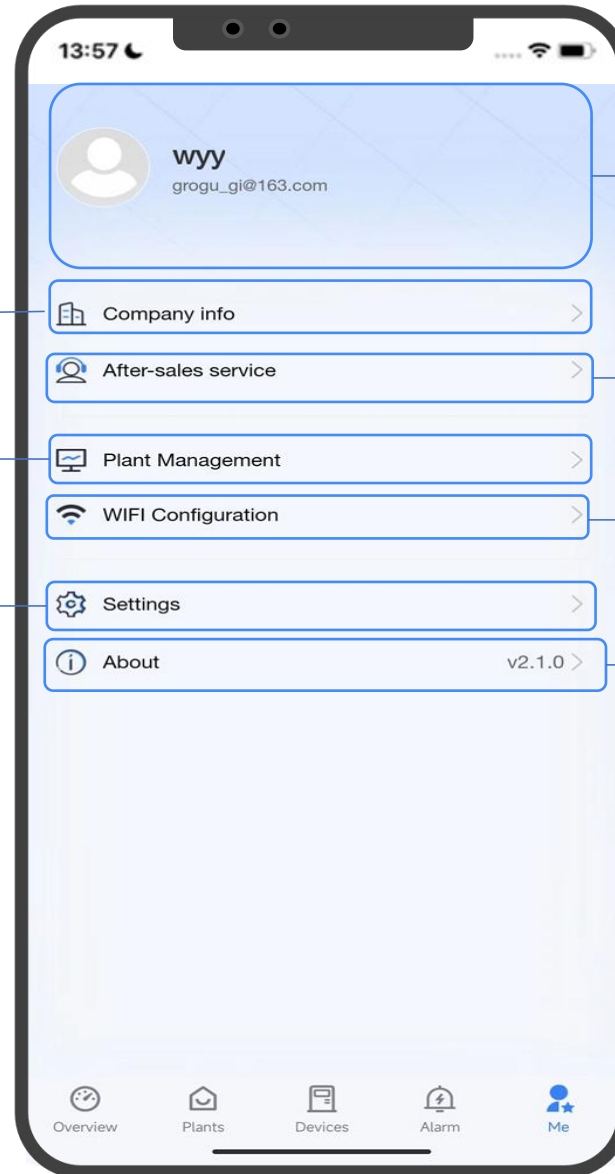 13:57
wyy
grogu_gi@163.com
Company info
After-sales service
Plant Management
WIFI Configuration
Settings
About v2.1.0
Overview Plants Devices Alarm Me